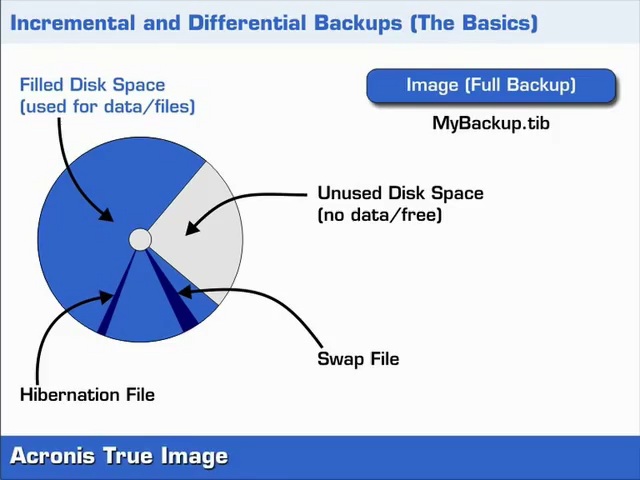 Incremental and Differential Backups (The Basics)
Filled Disk Space
(used for data/files)
Image (Full Backup)
MyBackup.tib
Unused Disk Space
(no data/free)
Swap File
Hibernation File
Acronis True Image